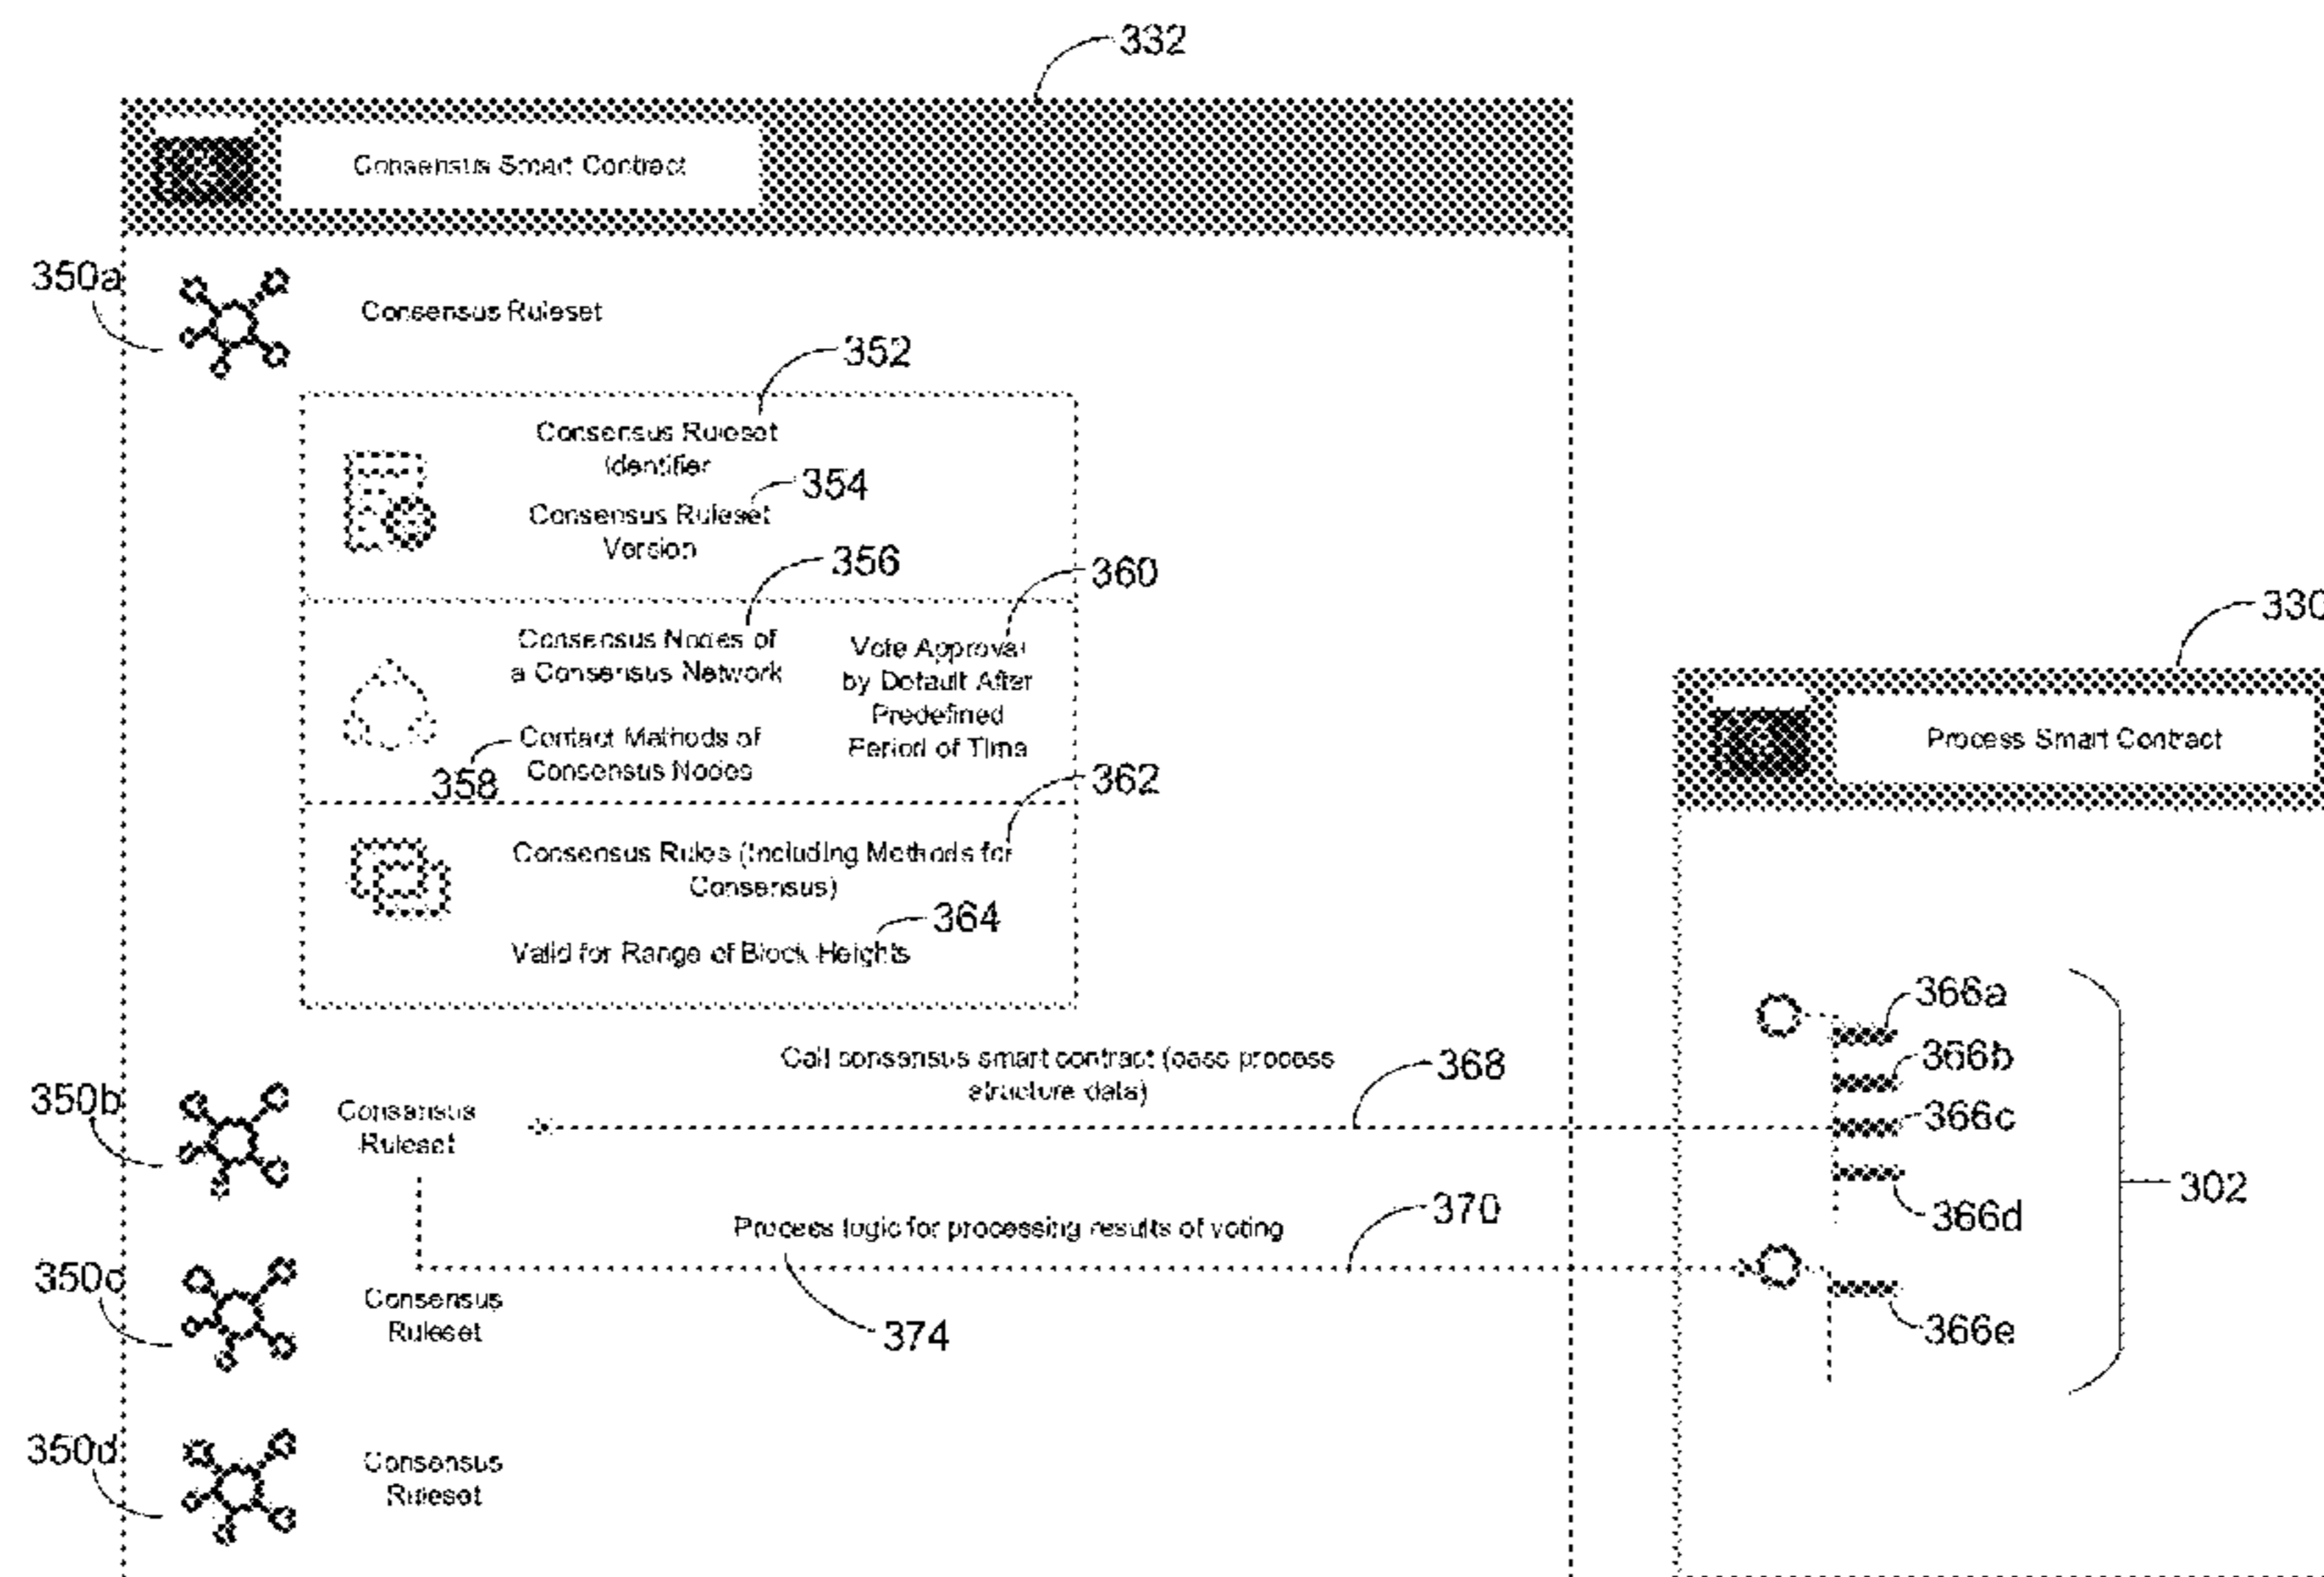 332
Consensus Smart Contract
350a
Consensus Ruleset
352
Consensus Ruleset
Identifier
354
Consensus Ruleset
Version
356
360
Consensus Nodes of
a Consensus Network
Vote Approval
by Default After
Predefined
Period of Time
358
Contact Methods of
Consensus Nodes
362
Consensus Rules (Including Methods for
Consensus)
364
Valid for Range of Block Heights
330
Process Smart Contract
366a
366b
366c
366d
366e
302
Call consensus smart contract (pass process
structure data)
368
350b
Consensus
Ruleset
370
Process logic for processing results of voting
374
350c
Consensus
Ruleset
350d
Consensus
Ruleset